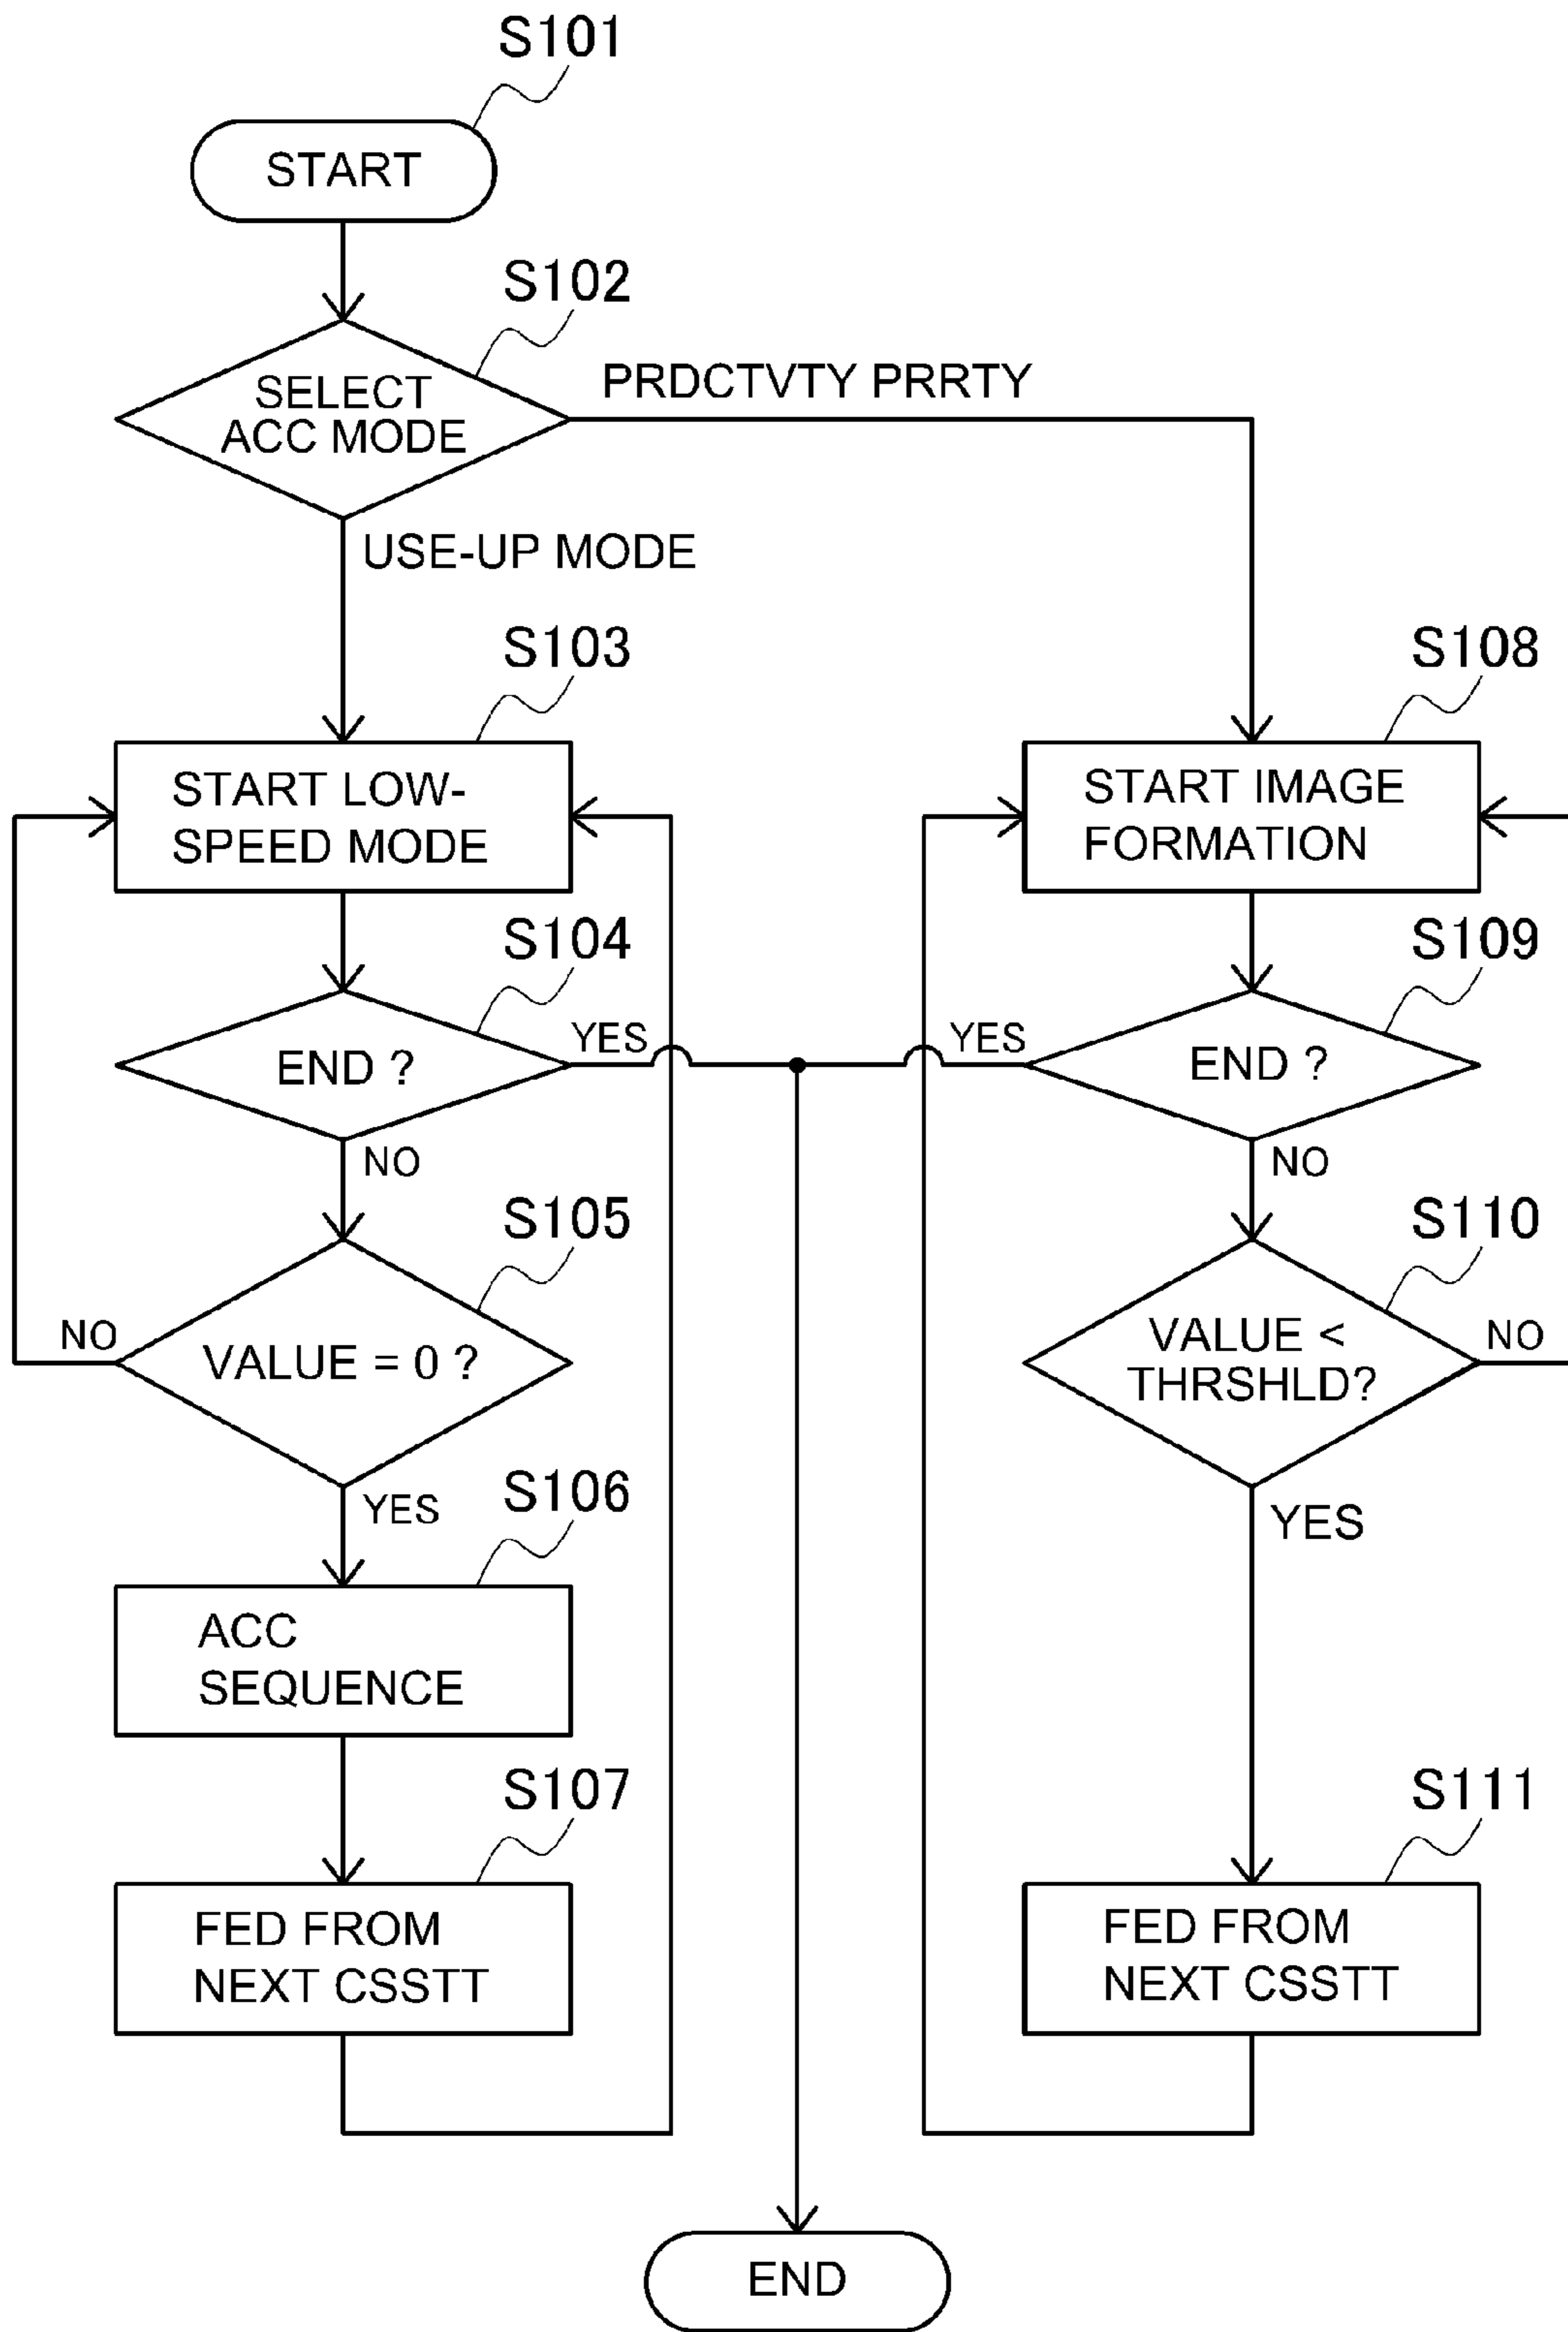 S101
START
S102
SELECT
ACC MODE
PRDCTVTY PRRTY
USE-UP MODE
S103
START LOW-
SPEED MODE
S108
START IMAGE
FORMATION
S104
END ?
YES
NO
S109
YES
END ?
NO
S105
NO
VALUE = 0 ?
YES
S110
VALUE <
THRSHLD?
NO
YES
S106
ACC
SEQUENCE
S107
FED FROM
NEXT CSSTT
S111
FED FROM
NEXT CSSTT
END